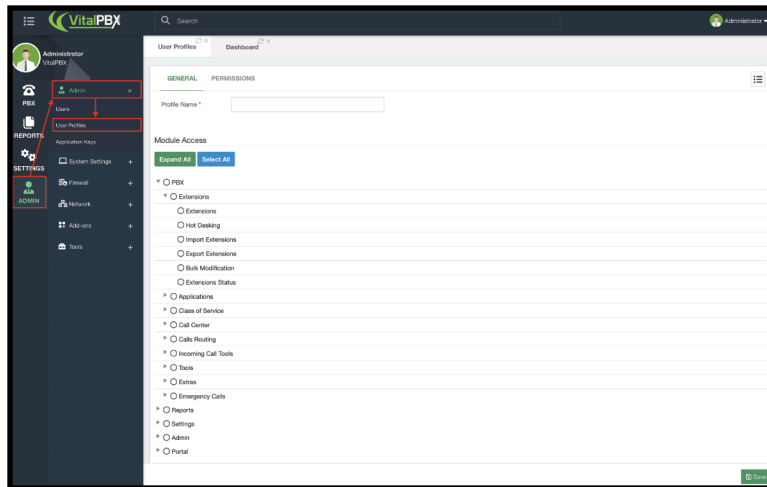 VitalPBX
Search
Administrator
Administrator
VitalPBX
User Profiles
Dashboard
PBX
REPORTS
SETTINGS
ADMIN
Admin
Users
User Profiles
Application Keys
System Settings
Firewall
Network
Add-ons
Tools
GENERAL PERMISSIONS
Profile Name *
Module Access
Expand All Select All
PBX
Extensions
Extensions
Hot Desking
Import Extensions
Export Extensions
Bulk Modification
Extensions Status
Applications
Class of Service
Call Center
Calls Routing
Incoming Call Tools
Tools
Extras
Emergency Calls
Reports
Settings
Admin
Portal
Save